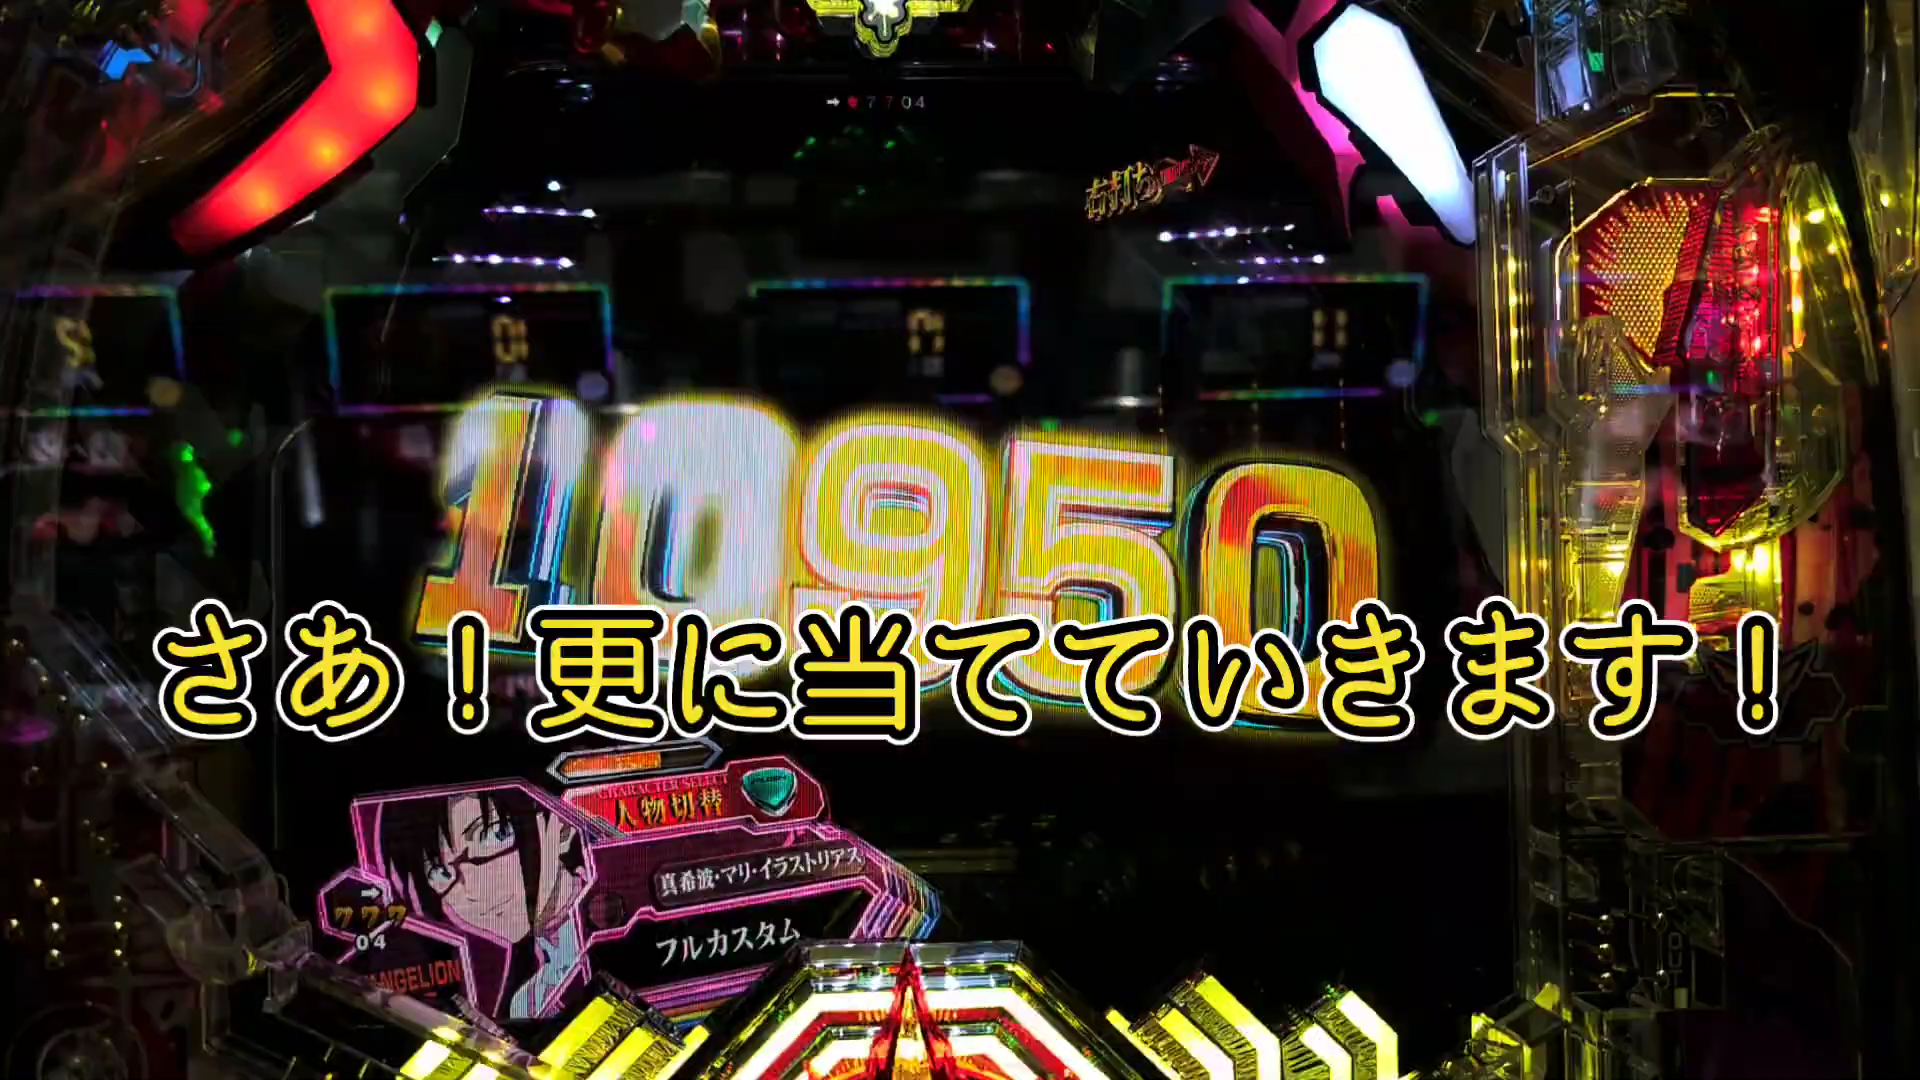 7704
右打ち
10950
さあ！更に当てていきます！
CHARACTER SELECT
人物切替
真希波・マリ・イラストリアス
フルカスタム
777
04
EVANGELION